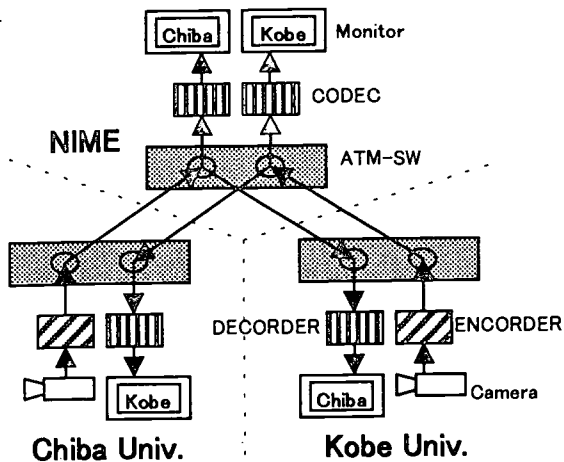 Chiba
Kobe
Monitor
CODEC
NIME
ATM-SW
DECORDER
ENCORDER
Kobe
Chiba
Camera
Chiba Univ.
Kobe Univ.